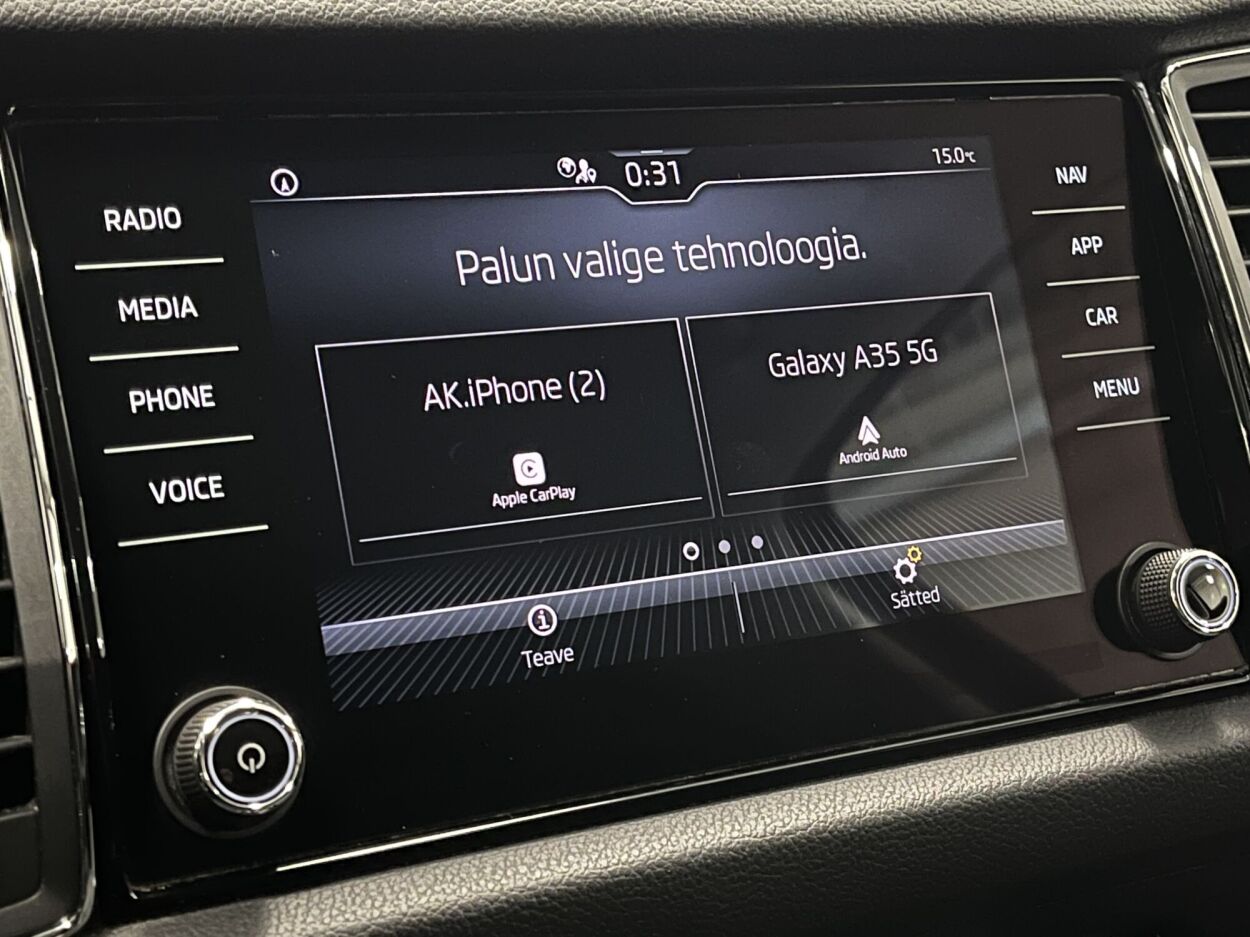 0:31
15.0°C
RADIO
MEDIA
PHONE
VOICE
Palun valige tehnoloogia.
AK.iPhone (2)
Apple CarPlay
Galaxy A35 5G
Android Auto
Teave
Sätted
NAV
APP
CAR
MENU